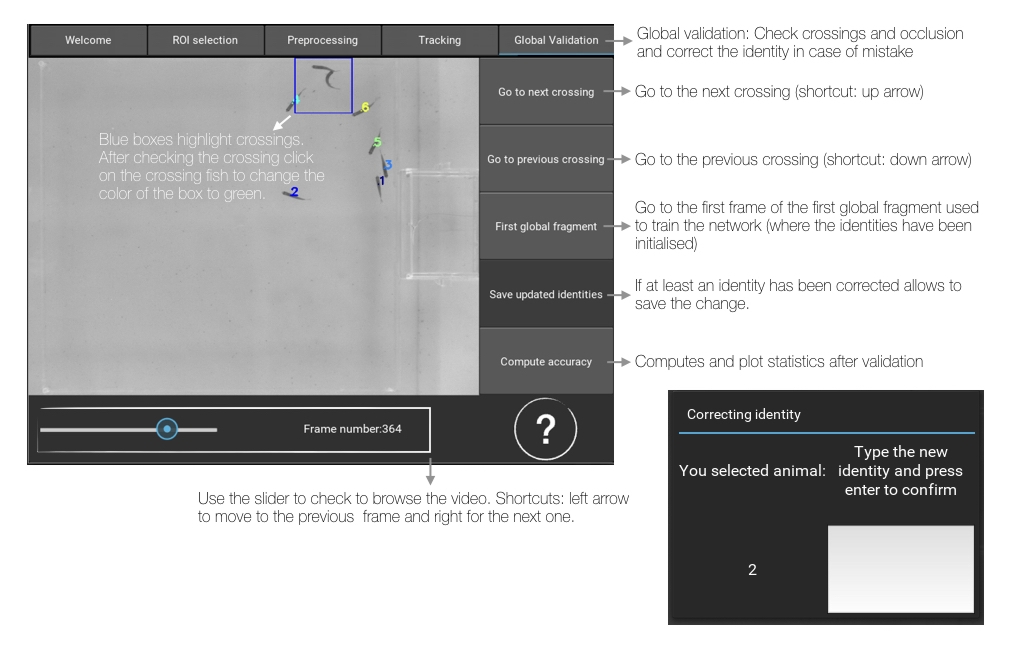 Welcome
ROI selection
Preprocessing
Tracking
Global Validation
Global validation: Check crossings and occlusion
and correct the identity in case of mistake
Go to next crossing
Go to the next crossing (shortcut: up arrow)
6
Blue boxes highlight crossings.
After checking the crossing click
on the crossing fish to change the
color of the box to green.
5
3
1
2
Go to previous crossing
Go to the previous crossing (shortcut: down arrow)
First global fragment
Go to the first frame of the first global fragment used
to train the network (where the identities have been
initialised)
Save updated identities
If at least an identity has been corrected allows to
save the change.
Compute accuracy
Computes and plot statistics after validation
Frame number:364
?
Use the slider to check to browse the video. Shortcuts: left arrow
to move to the previous frame and right for the next one.
Correcting identity
You selected animal:
Type the new
identity and press
enter to confirm
2